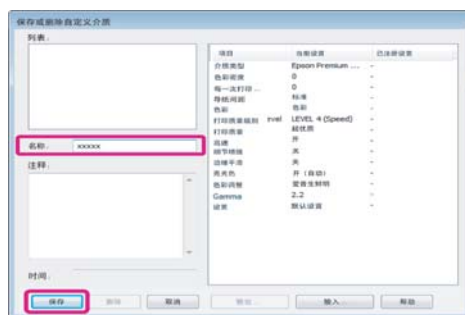 保存或删除自定义介质
列表：
名称：
xxxxx
注释：
时间：
项目 当前设置 已注册设置
介质类型 Epson Premium ... -
色彩密度 0 -
每一次打印 ... 0 -
导纸间距 标准 -
色彩 色彩 -
打印质量级别 rvel LEVEL 4 (Speed) -
打印质量 超优质 -
高速 开 -
细节增强 关 -
边缘平滑 关 -
亮光色 开（自动） -
色彩调整 爱普生鲜明 -
Gamma 2.2 -
设置 默认设置 -
保存 删除 取消 输出... 输入... 帮助